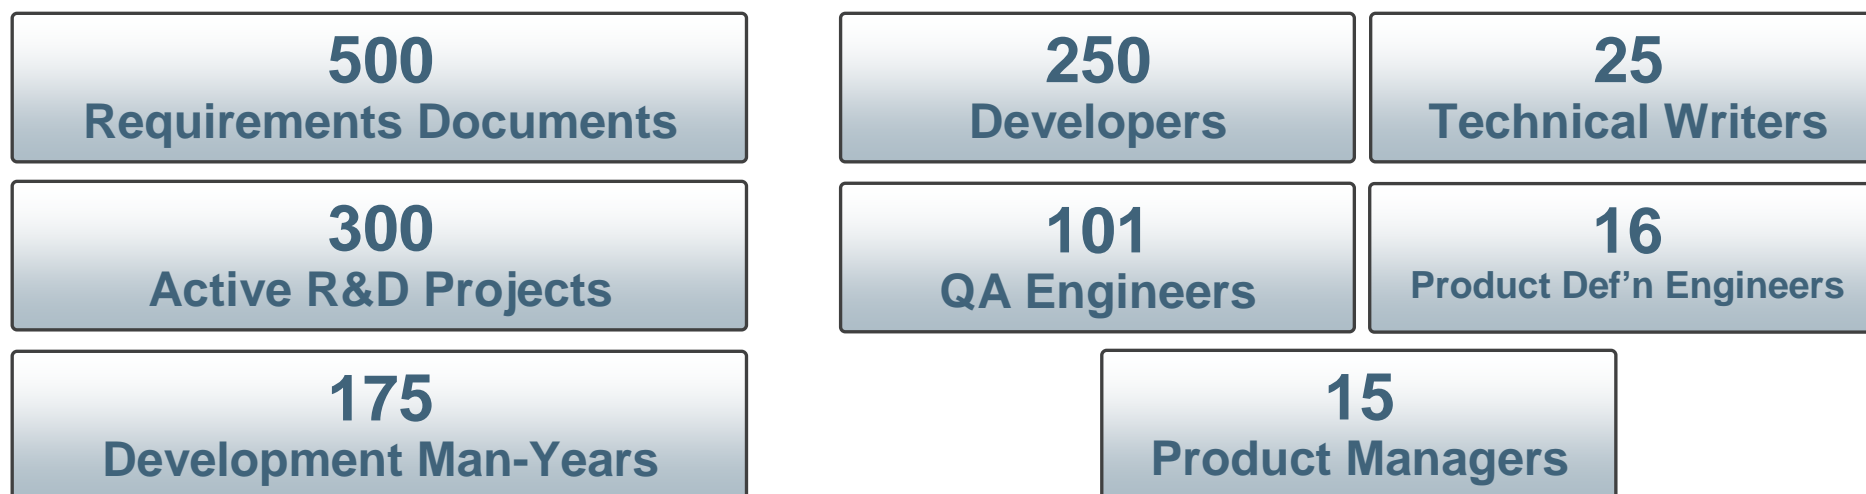 500
Requirements Documents
300
Active R&D Projects
175
Development Man-Years
250
Developers
25
Technical Writers
101
QA Engineers
16
Product Def’n Engineers
15
Product Managers